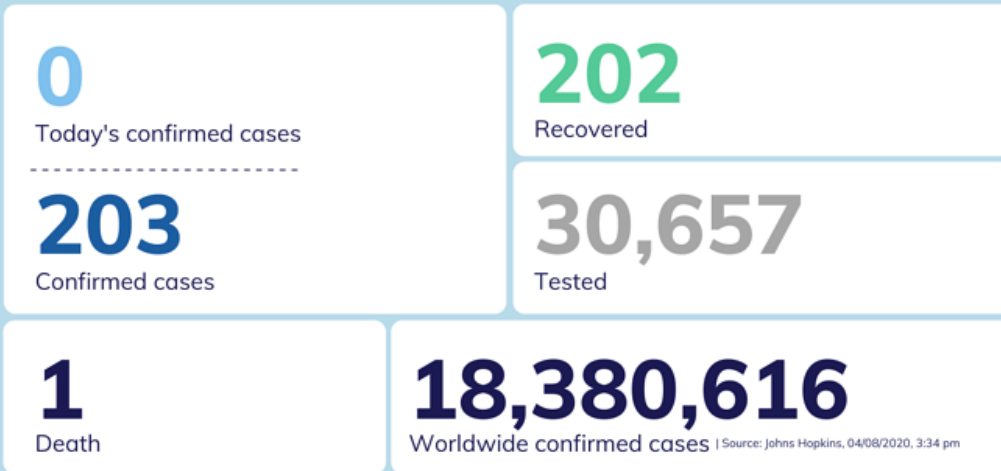 0
Today's confirmed cases
203
Confirmed cases
202
Recovered
30,657
Tested
1
Death
18,380,616
Worldwide confirmed cases | Source: Johns Hopkins, 04/08/2020, 3:34 pm